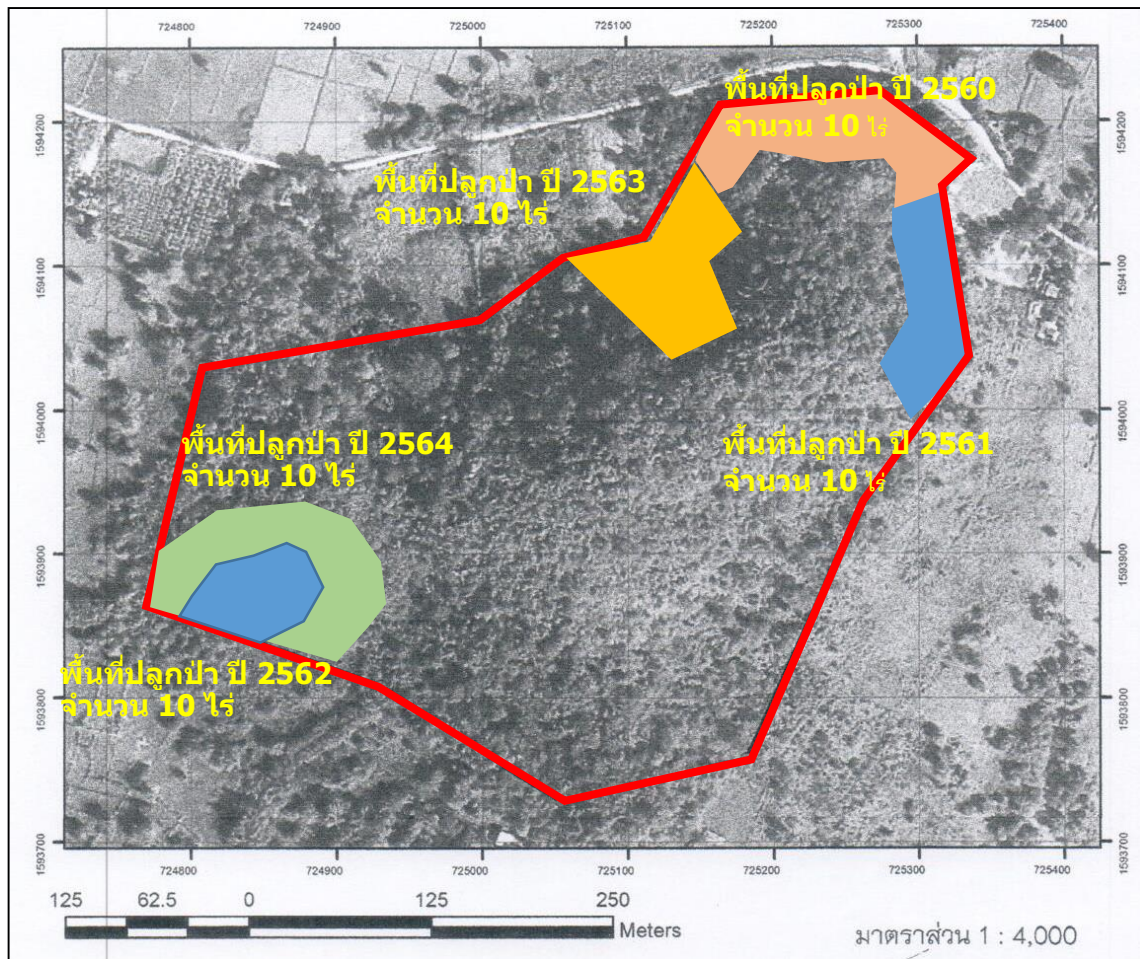 724800 724900 725000 725100 725200 725300 725400
พื้นที่ปลูกป่า ปี 2560
จำนวน 10 ไร่
1594200 1594200
พื้นที่ปลูกป่า ปี 2563
จำนวน 10 ไร่
1594100 1594100
1594000 1594000
พื้นที่ปลูกป่า ปี 2564
จำนวน 10 ไร่
พื้นที่ปลูกป่า ปี 2561
จำนวน 10 ไร่
1593900 1593900
พื้นที่ปลูกป่า ปี 2562
จำนวน 10 ไร่
1593800 1593800
1593700 1593700
724800 724900 725000 725100 725200 725300 725400
125 62.5 0 125 250
Meters
มาตราส่วน 1 : 4,000